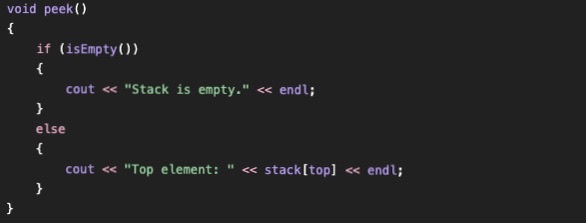 void peek()
{
    if (isEmpty())
    {
        cout << "Stack is empty." << endl;
    }
    else
    {
        cout << "Top element: " << stack[top] << endl;
    }
}